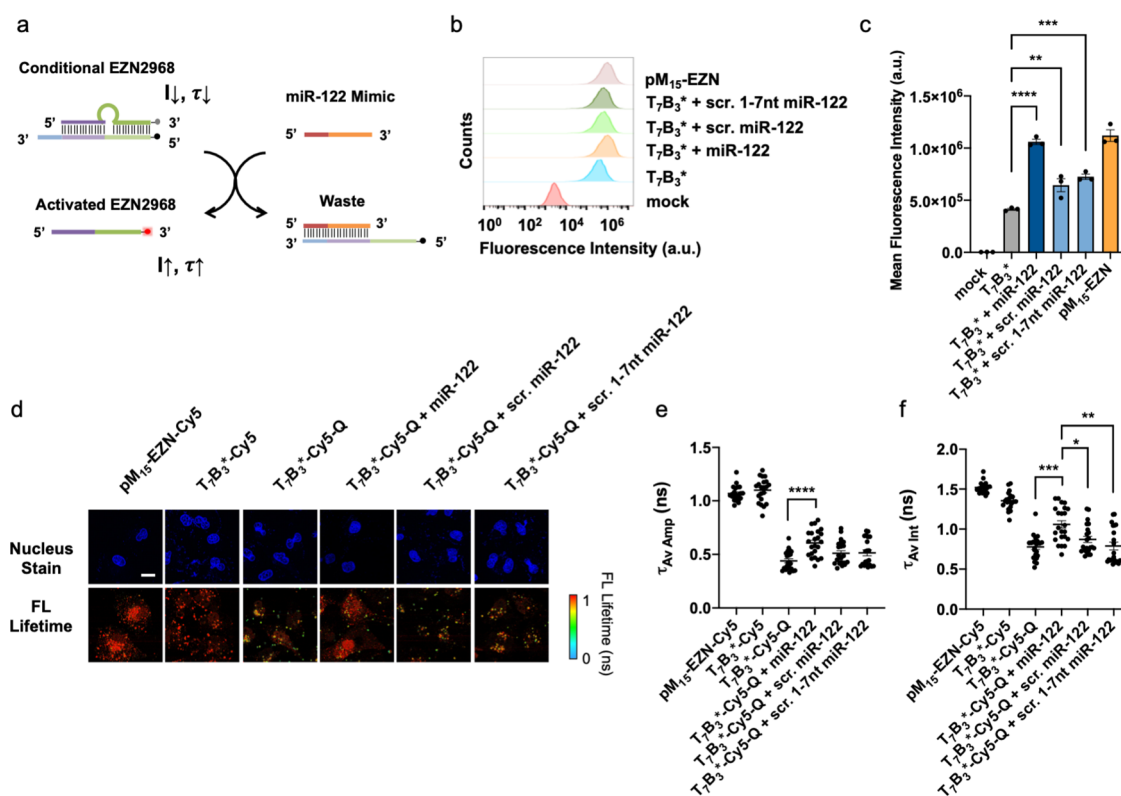 a
Conditional EZN2968
I↓, τ↓
5’ 3’
3’ 5’
miR-122 Mimic
5’ 3’
Activated EZN2968
5’ 3’
I↑, τ↑
Waste
5’ 3’
3’ 5’
b
Counts
pM₁₅-EZN
T₇B₃* + scr. 1-7nt miR-122
T₇B₃* + scr. miR-122
T₇B₃* + miR-122
T₇B₃*
mock
10⁰ 10² 10⁴ 10⁶
Fluorescence Intensity (a.u.)
c
Mean Fluorescence Intensity (a.u.)
1.5×10⁶
1.0×10⁶
5.0×10⁵
0
***
**
****
mock
T₇B₃*
T₇B₃* + miR-122
T₇B₃* + scr. miR-122
T₇B₃* + scr. 1-7nt miR-122
pM₁₅-EZN
d
pM₁₅-EZN-Cy5
T₇B₃*-Cy5
T₇B₃*-Cy5-Q
T₇B₃*-Cy5-Q + miR-122
T₇B₃*-Cy5-Q + scr. miR-122
T₇B₃*-Cy5-Q + scr. 1-7nt miR-122
Nucleus
Stain
FL
Lifetime
FL Lifetime (ns)
1
0
e
τAv Amp (ns)
1.5
1.0
0.5
0.0
****
pM₁₅-EZN-Cy5
T₇B₃*-Cy5
T₇B₃*-Cy5-Q
T₇B₃*-Cy5-Q + miR-122
T₇B₃*-Cy5-Q + scr. miR-122
T₇B₃*-Cy5-Q + scr. 1-7nt miR-122
f
τAv Int (ns)
2.0
1.5
1.0
0.5
0.0
**
*
***
pM₁₅-EZN-Cy5
T₇B₃*-Cy5
T₇B₃*-Cy5-Q
T₇B₃*-Cy5-Q + miR-122
T₇B₃*-Cy5-Q + scr. miR-122
T₇B₃*-Cy5-Q + scr. 1-7nt miR-122